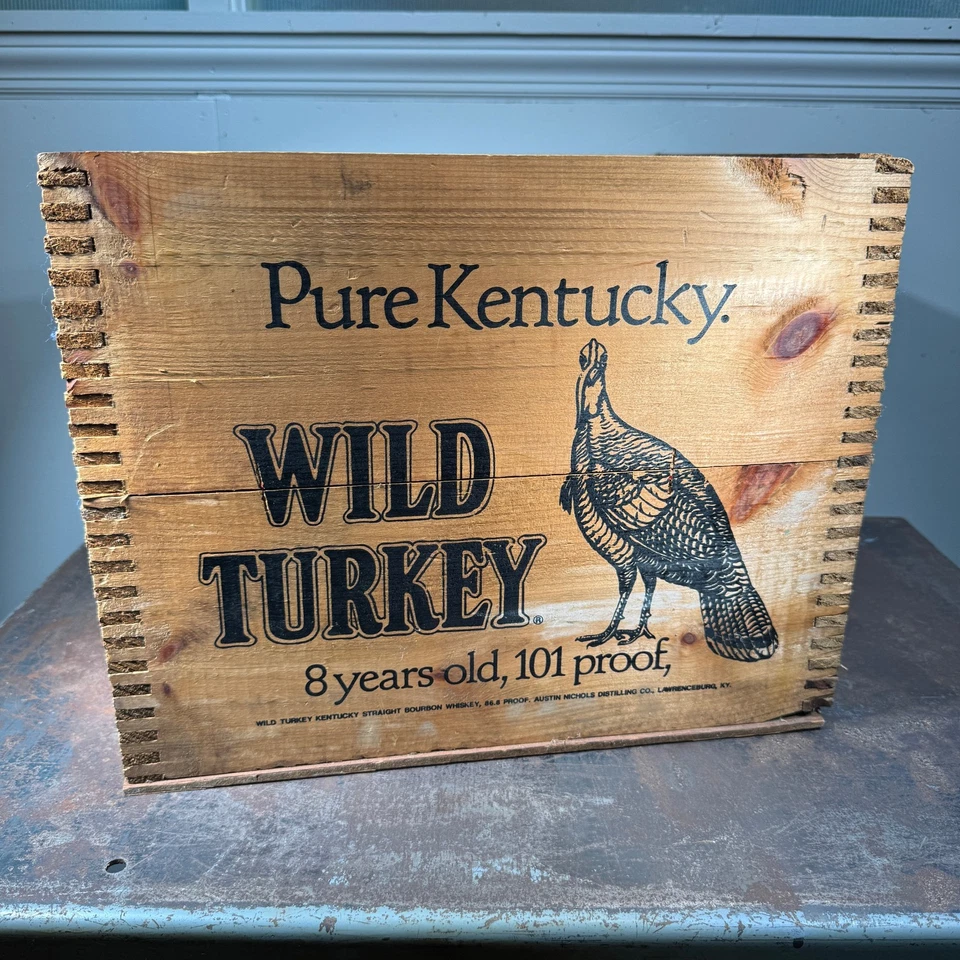 Pure Kentucky.
WILD
TURKEY®
8 years old, 101 proof,
WILD TURKEY KENTUCKY STRAIGHT BOURBON WHISKEY, 86.8 PROOF. AUSTIN NICHOLS DISTILLING CO., LAWRENCEBURG, KY.